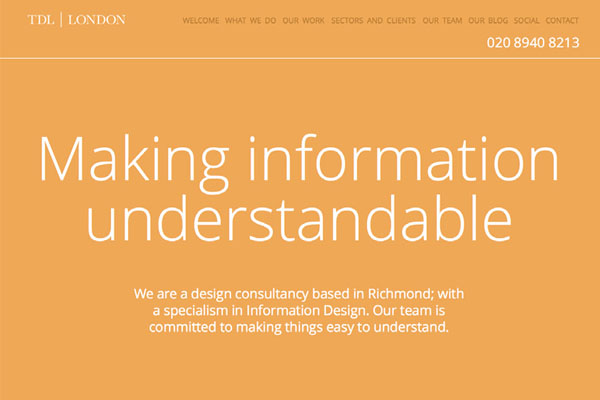 TDL | LONDON
WELCOME WHAT WE DO OUR WORK SECTORS AND CLIENTS OUR TEAM OUR BLOG SOCIAL CONTACT
020 8940 8213
Making information
understandable
We are a design consultancy based in Richmond; with
a specialism in Information Design. Our team is
committed to making things easy to understand.